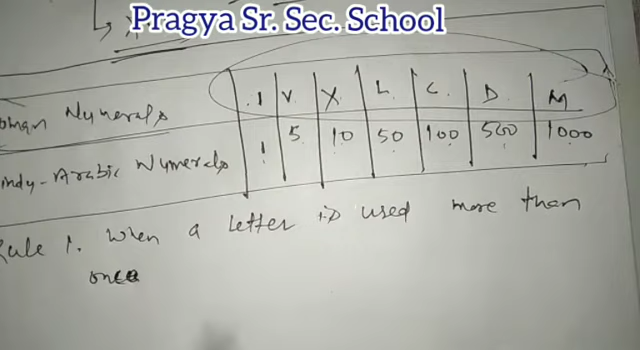 Pragya Sr. Sec. School
oman Numerals I V. X L. C. D. M
indu-Arabic Numerals 1 5 10 50 100 500 1000
Rule 1. When a letter is used more than
once